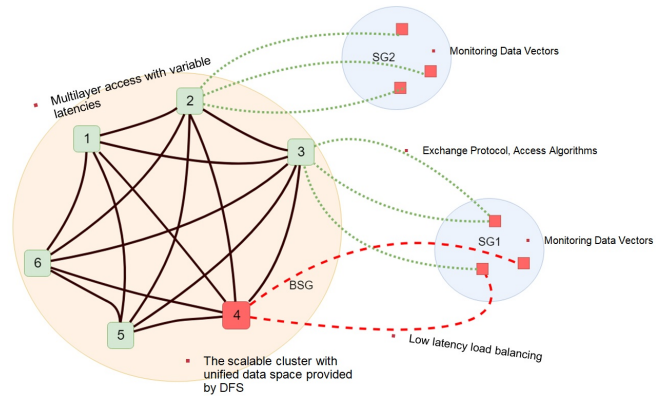 SG2
Monitoring Data Vectors
Multilayer access with variable
latencies
2
1
3
Exchange Protocol, Access Algorithms
SG1
Monitoring Data Vectors
6
BSG
4
5
Low latency load balancing
The scalable cluster with
unified data space provided
by DFS